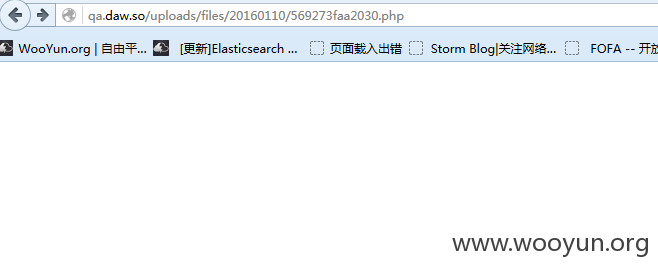 qa.daw.so/uploads/files/20160110/569273faa2030.php
WooYun.org | 自由平... [更新]Elasticsearch ... 页面载入出错 Storm Blog|关注网络... FOFA -- 开放
www.wooyun.org